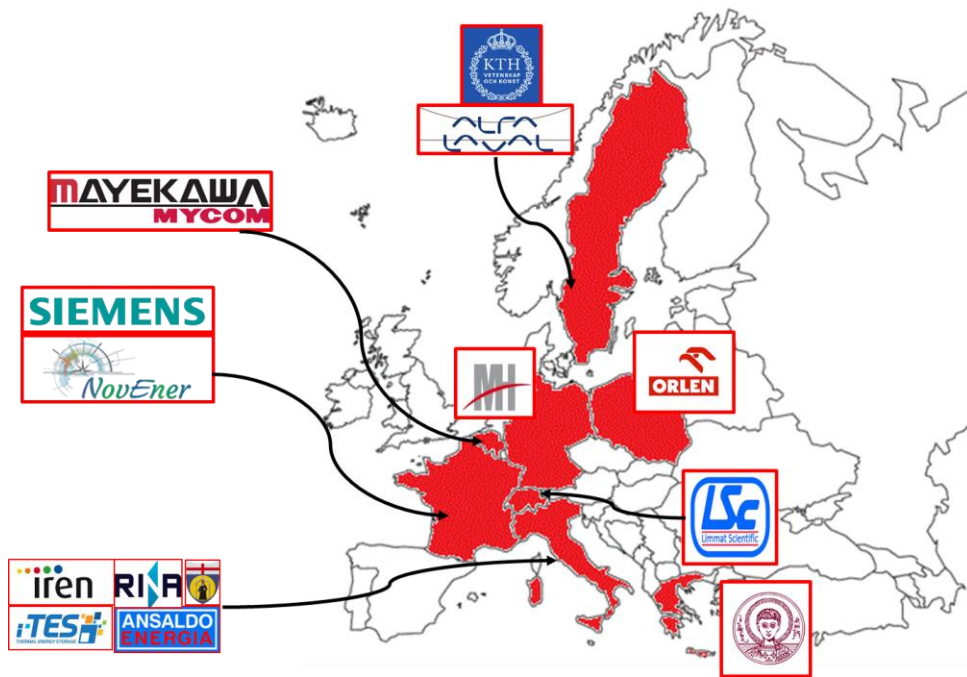 KTH
VETENSKAP
OCH KONST
ALFA
LAVAL
MAYEKAWA
MYCOM
SIEMENS
NovEner
MI
ORLEN
LSc
Limmat Scientific
iren
RINA
i-TES
THERMAL ENERGY STORAGE
ANSALDO
ENERGIA